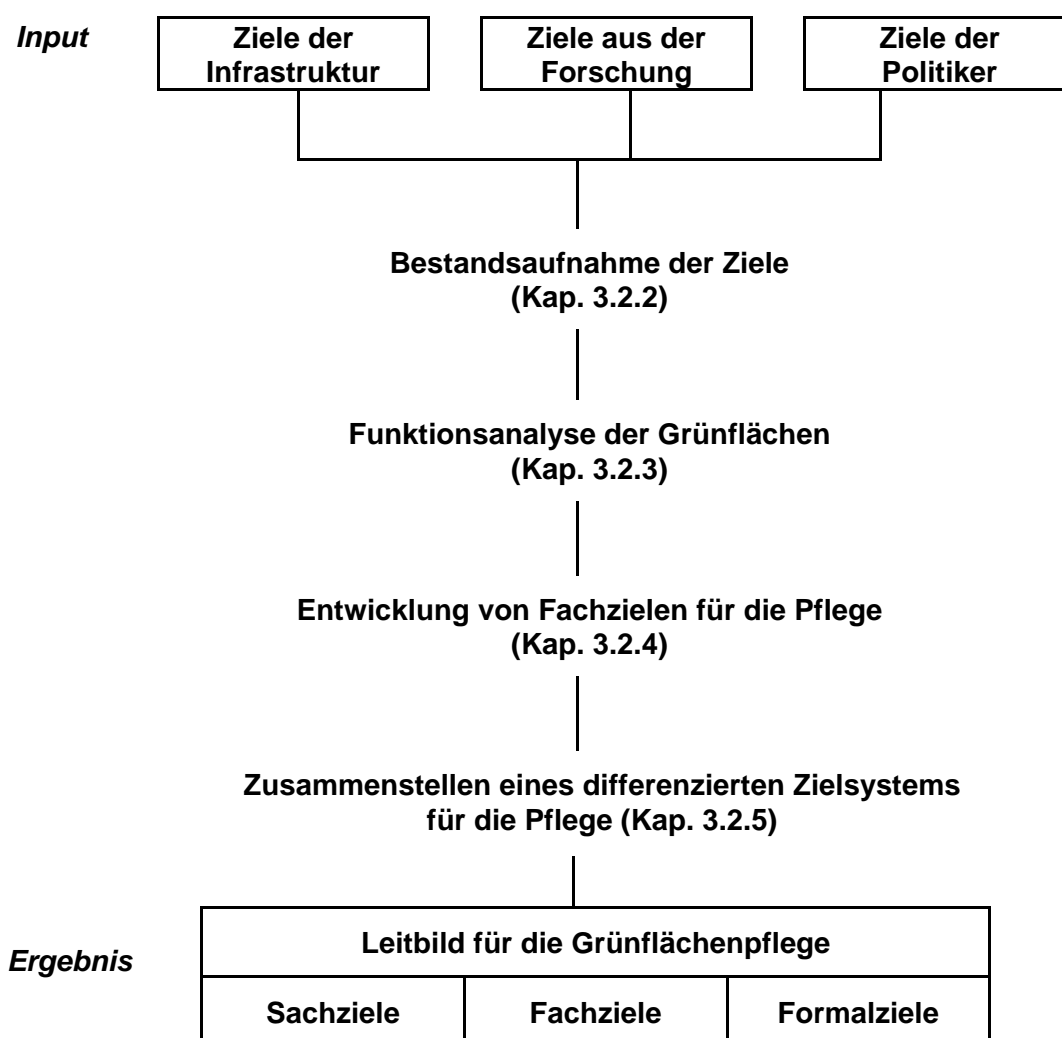 Input
Ziele der
Infrastruktur
Ziele aus der
Forschung
Ziele der
Politiker
Bestandsaufnahme der Ziele
(Kap. 3.2.2)
Funktionsanalyse der Grünflächen
(Kap. 3.2.3)
Entwicklung von Fachzielen für die Pflege
(Kap. 3.2.4)
Zusammenstellen eines differenzierten Zielsystems
für die Pflege (Kap. 3.2.5)
Ergebnis
Leitbild für die Grünflächenpflege
Sachziele
Fachziele
Formalziele